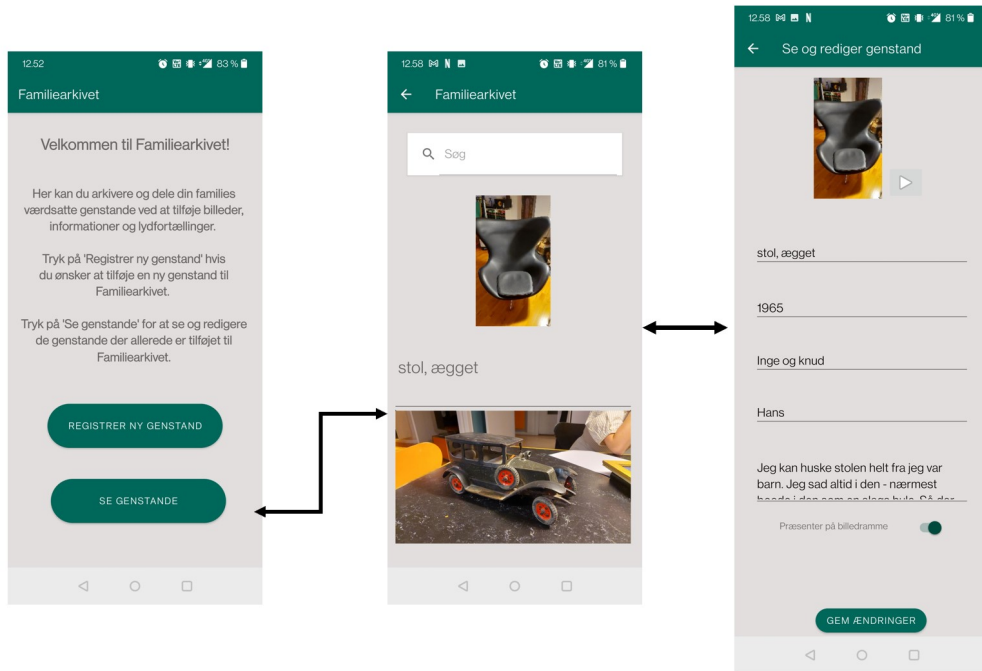 12.52
83 %
Familiearkivet
Velkommen til Familiearkivet!
Her kan du arkivere og dele din families
værdsatte genstande ved at tilføje billeder,
informationer og lydfortællinger.
Tryk på 'Registrer ny genstand' hvis
du ønsker at tilføje en ny genstand til
Familiearkivet.
Tryk på 'Se genstande' for at se og redigere
de genstande der allerede er tilføjet til
Familiearkivet.
REGISTRER NY GENSTAND
SE GENSTANDE
12.58
81 %
Familiearkivet
Søg
stol, ægget
12.58
81 %
Se og rediger genstand
stol, ægget
1965
Inge og knud
Hans
Jeg kan huske stolen helt fra jeg var
barn. Jeg sad altid i den - nærmest
Præsenter på billedramme
GEM ÆNDRINGER